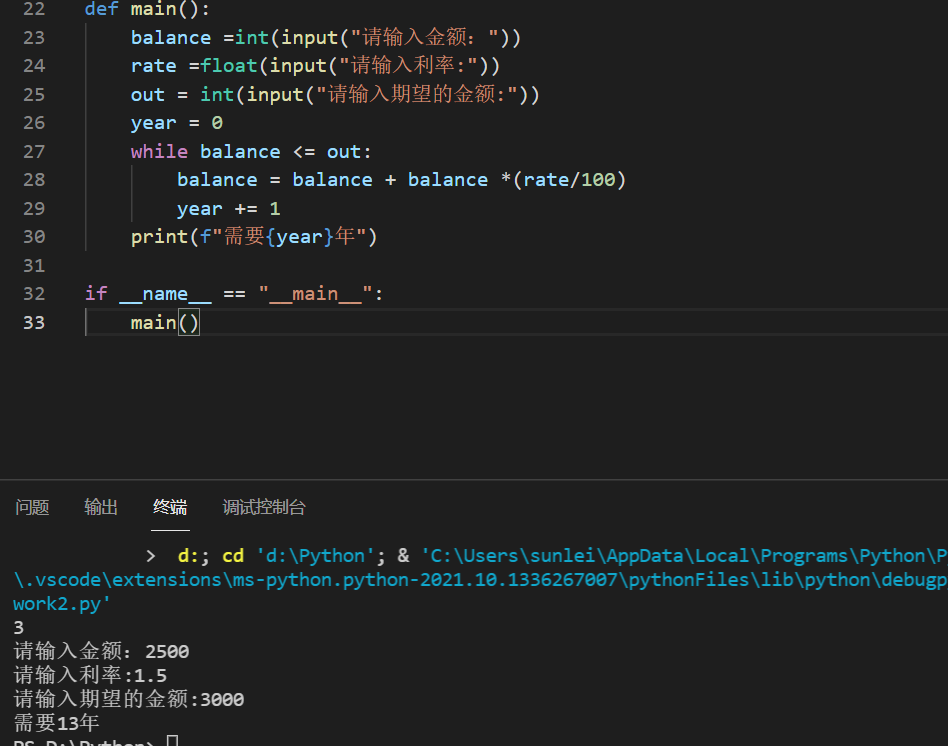 22 def main():
23 balance =int(input("请输入金额: "))
24 rate =float(input("请输入利率:"))
25 out = int(input("请输入期望的金额:"))
26 year = 0
27 while balance <= out:
28 balance = balance + balance *(rate/100)
29 year += 1
30 print(f"需要{year}年")
31
32 if __name__ == "__main__":
33 main()
问题 输出 终端 调试控制台
> d:; cd 'd:\Python'; & 'C:\Users\sunlei\AppData\Local\Programs\Python\P
\.vscode\extensions\ms-python.python-2021.10.1336267007\pythonFiles\lib\python\debugp
work2.py'
3
请输入金额: 2500
请输入利率:1.5
请输入期望的金额:3000
需要13年
PS D:\Python>